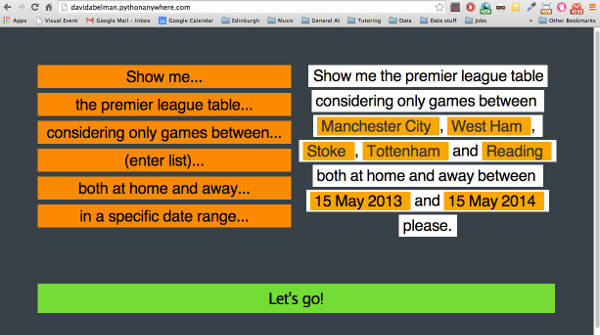 davidabelman.pythonanywhere.com
Apps Visual Event Google Mail - Inbox Google Calendar Edinburgh Music General AI Tutoring Data Data stuff Jobs » Other Bookmarks
Show me...
the premier league table...
considering only games between...
(enter list)...
both at home and away...
in a specific date range...
Show me the premier league table
considering only games between
Manchester City , West Ham ,
Stoke , Tottenham and Reading
both at home and away between
15 May 2013 and 15 May 2014
please.
Let's go!